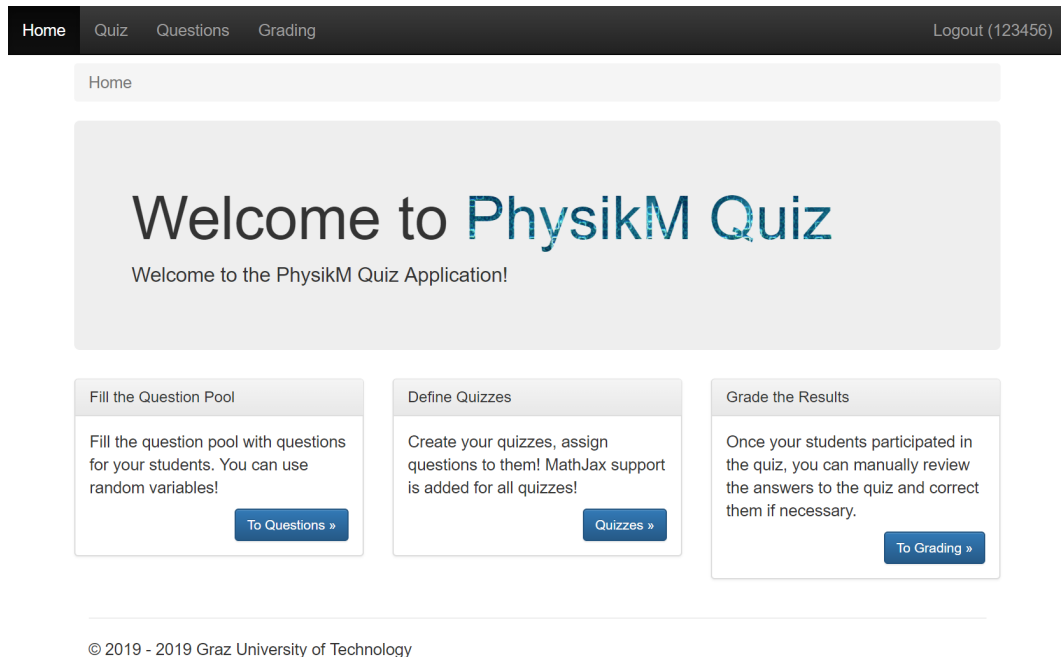 Home Quiz Questions Grading Logout (123456)
Home
Welcome to PhysikM Quiz
Welcome to the PhysikM Quiz Application!
Fill the Question Pool
Fill the question pool with questions
for your students. You can use
random variables!
To Questions »
Define Quizzes
Create your quizzes, assign
questions to them! MathJax support
is added for all quizzes!
Quizzes »
Grade the Results
Once your students participated in
the quiz, you can manually review
the answers to the quiz and correct
them if necessary.
To Grading »
© 2019 - 2019 Graz University of Technology